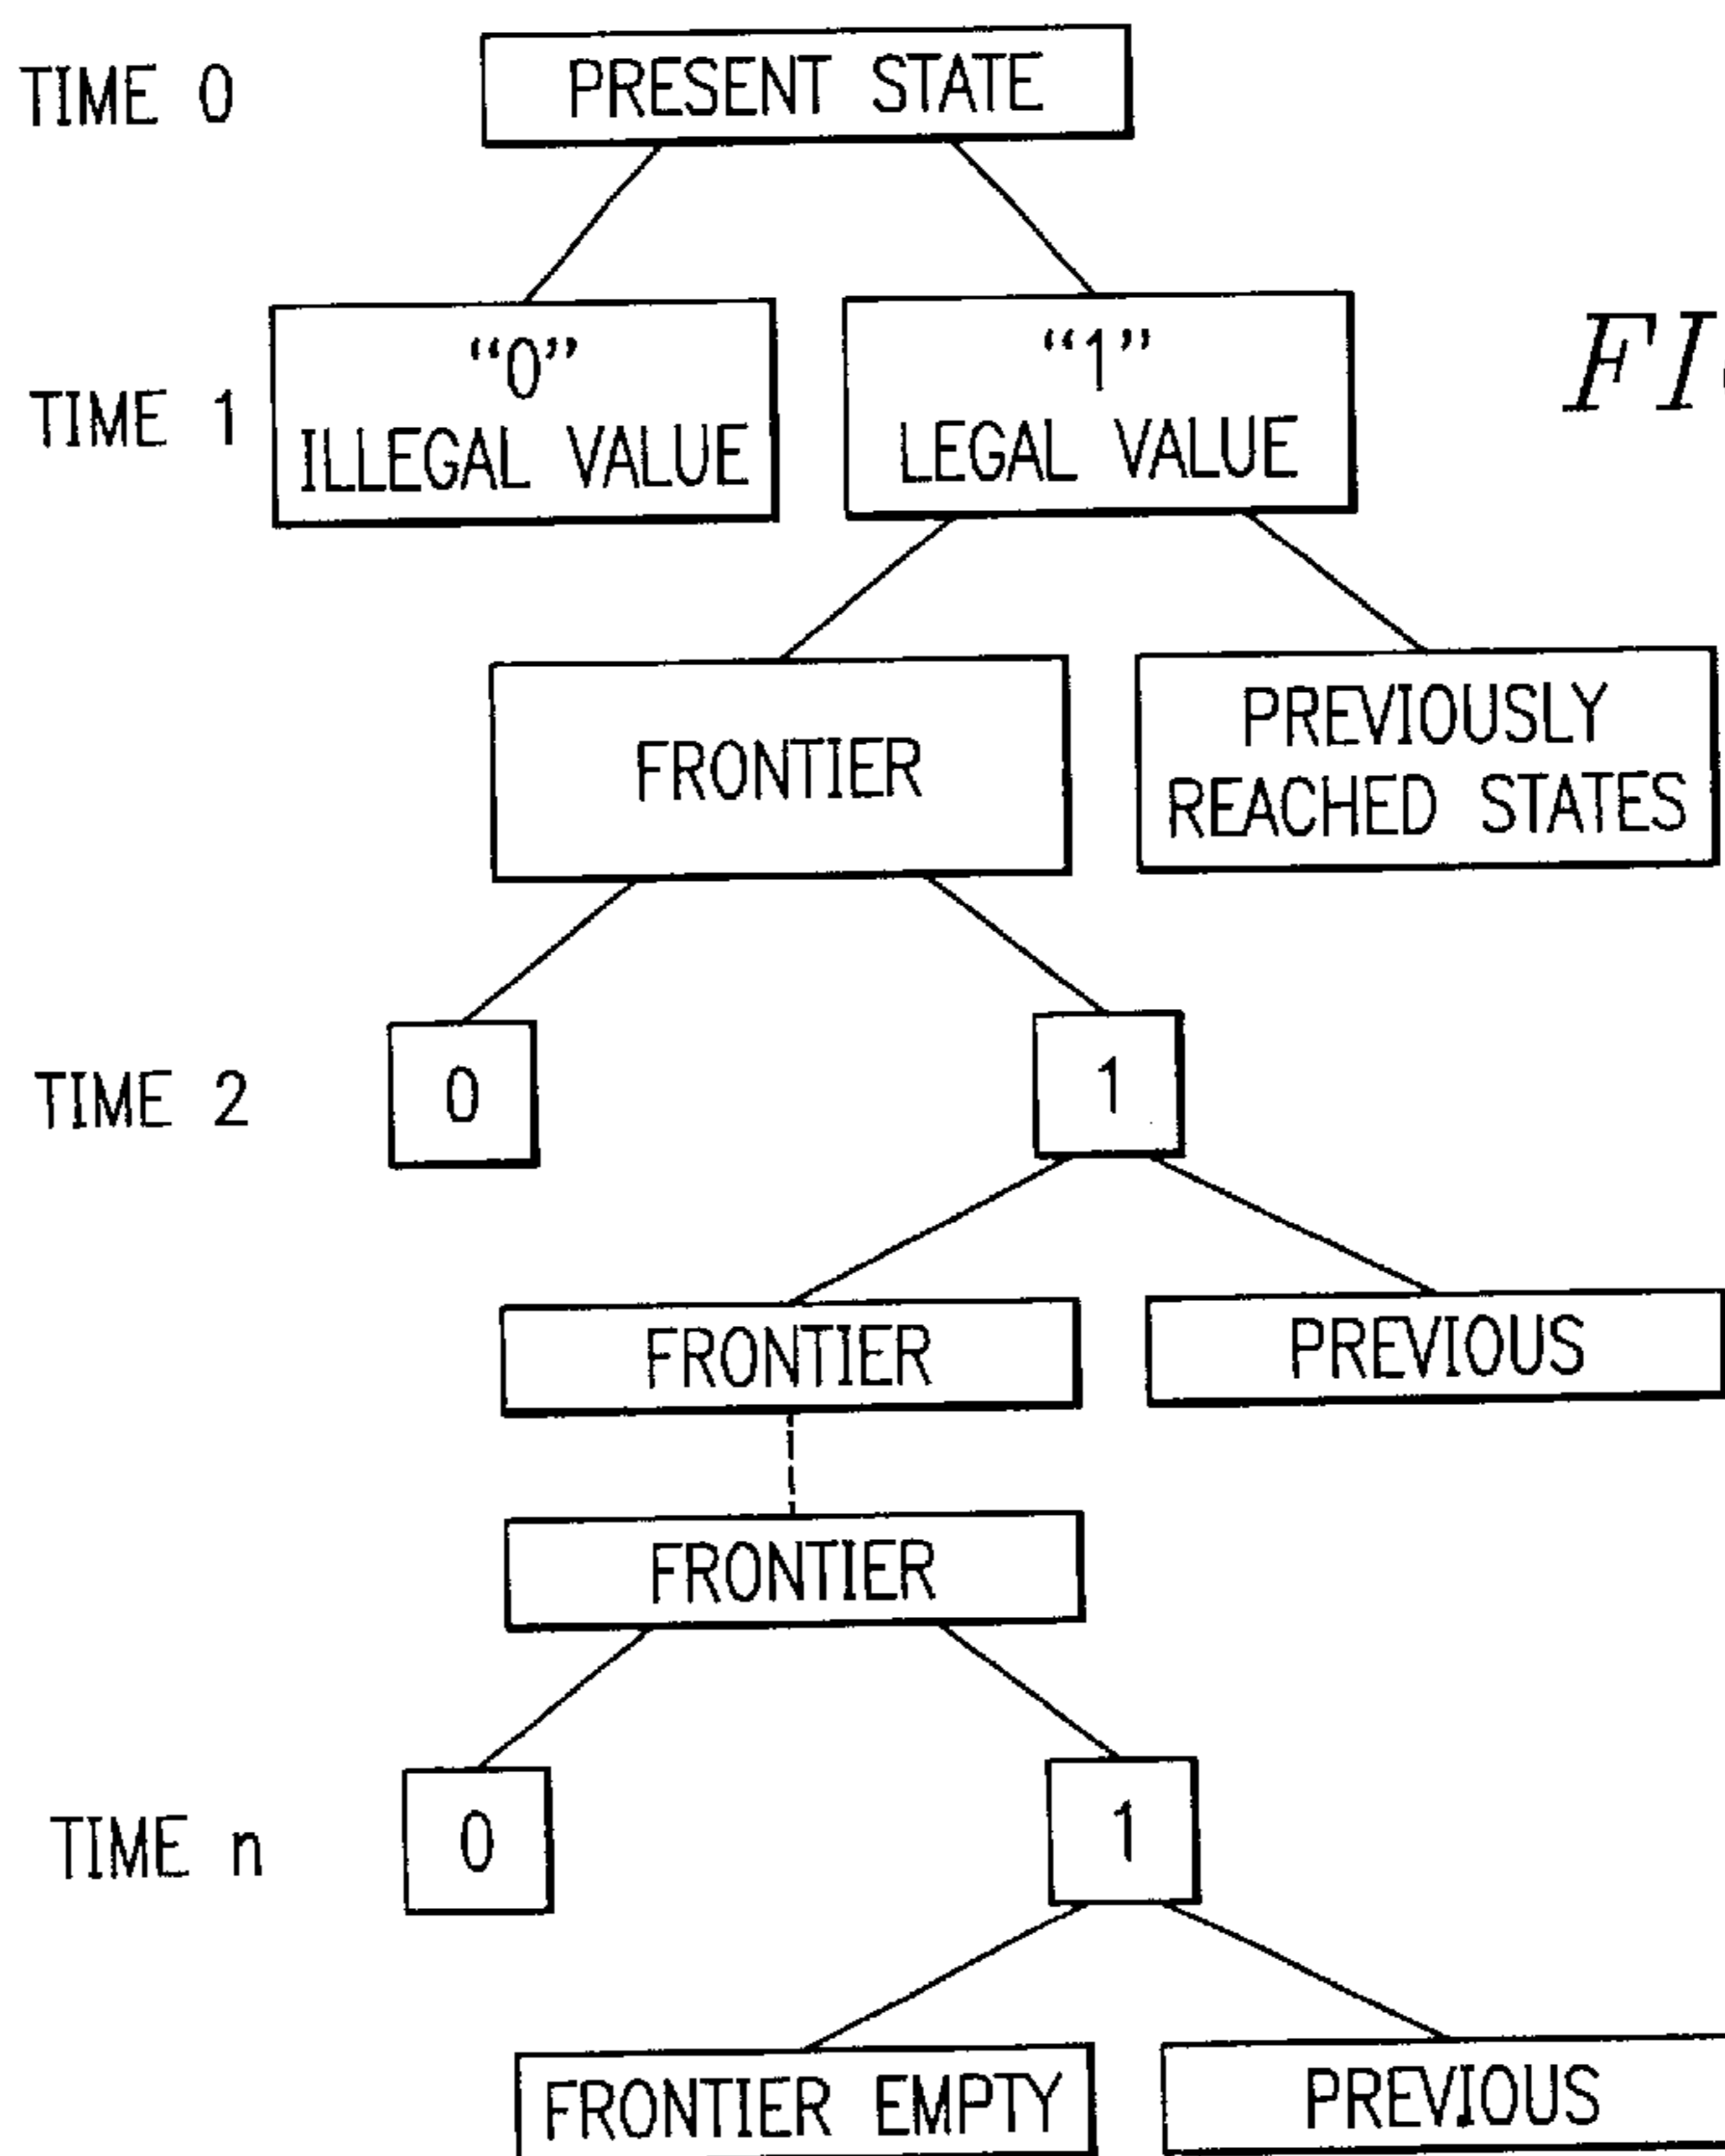 TIME 0
PRESENT STATE
TIME 1
“0”
ILLEGAL VALUE
“1”
LEGAL VALUE
FRONTIER
PREVIOUSLY
REACHED STATES
TIME 2
0
1
FRONTIER
PREVIOUS
FRONTIER
TIME n
0
1
FRONTIER EMPTY
PREVIOUS